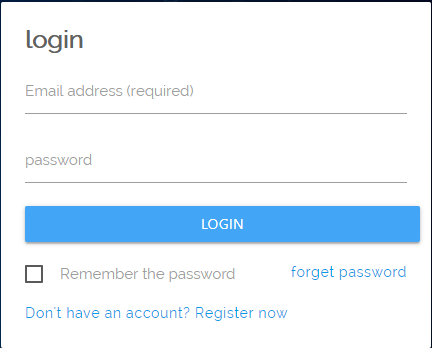 login
Email address (required)
password
LOGIN
Remember the password forget password
Don't have an account? Register now